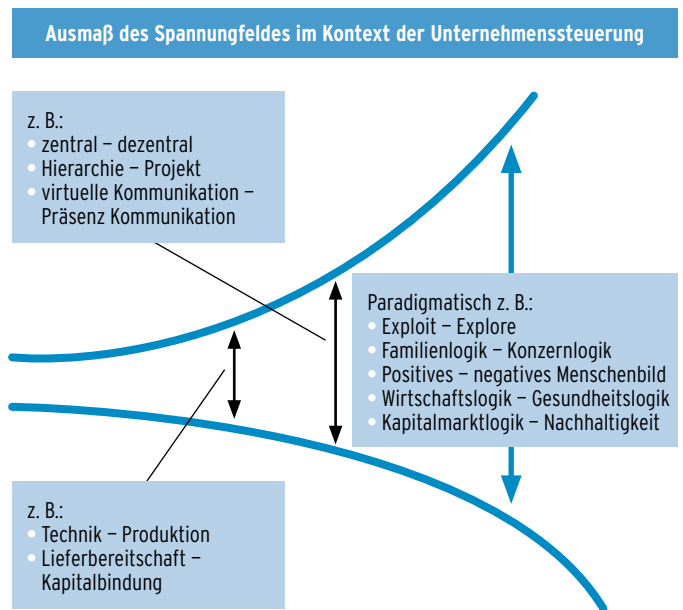 Ausmaß des Spannungfeldes im Kontext der Unternehmenssteuerung
z. B.:
• zentral – dezentral
• Hierarchie – Projekt
• virtuelle Kommunikation –
Präsenz Kommunikation
Paradigmatisch z. B.:
• Exploit – Explore
• Familienlogik – Konzernlogik
• Positives – negatives Menschenbild
• Wirtschaftslogik – Gesundheitslogik
• Kapitalmarktlogik – Nachhaltigkeit
z. B.:
• Technik – Produktion
• Lieferbereitschaft –
Kapitalbindung